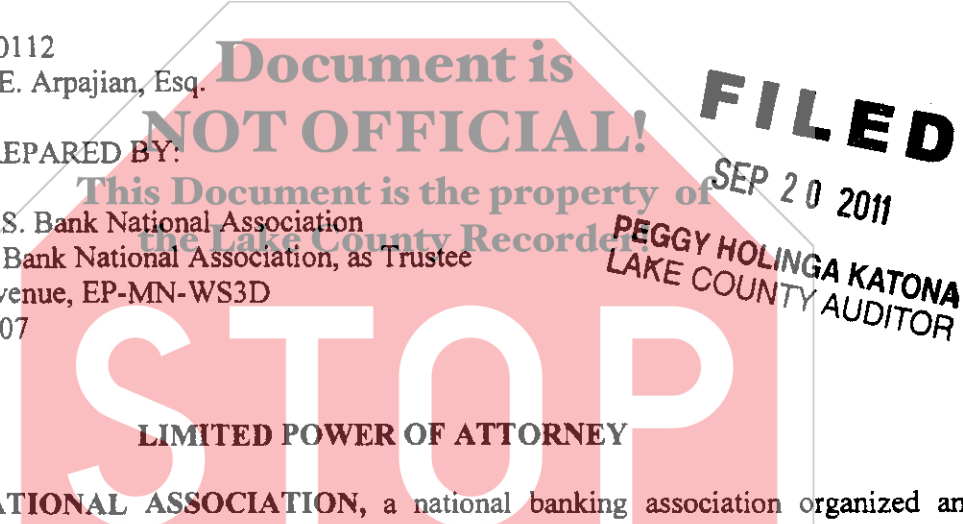 0112
E. Arpajian, Esq.
Document is
NOT OFFICIAL!
EPARED BY:
This Document is the property of
the Lake County Recorder!
S. Bank National Association
Bank National Association, as Trustee
venue, EP-MN-WS3D
07
FILED
SEP 20 2011
PEGGY HOLINGA KATONA
LAKE COUNTY AUDITOR
STOP
LIMITED POWER OF ATTORNEY
ATIONAL ASSOCIATION, a national banking association organized an